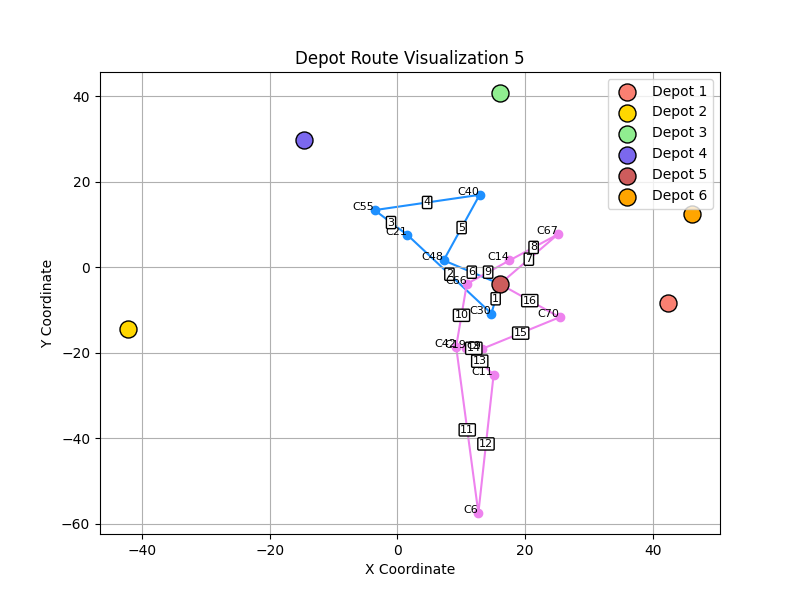 Depot Route Visualization 5
Depot 1
Depot 2
Depot 3
Depot 4
Depot 5
Depot 6
Y Coordinate
40
20
0
−20
−40
−60
−40
−20
0
20
40
X Coordinate
C40
C55
4
3
C21
5
C67
8
C48
C14
7
2
6
9
C66
1
16
C30
10
C70
15
C42
13
C11
11
12
C6